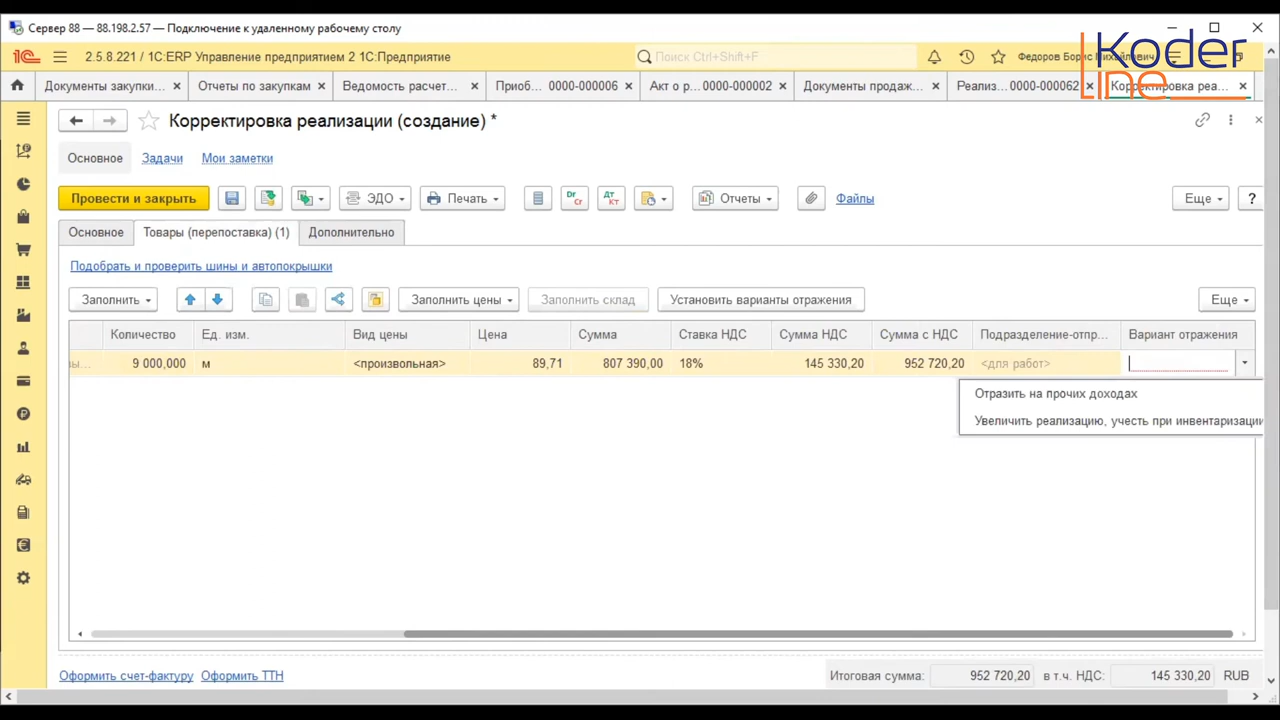 Сервер 88 — 88.198.2.57 — Подключение к удаленному рабочему столу
2.5.8.221 / 1С:ERP Управление предприятием 2 1С:Предприятие
Поиск Ctrl+Shift+F
Федоров Борис Михайлович
Koder
Line
Документы закупки...
Отчеты по закупкам
Ведомость расчёт...
Приоб... 0000-000006
Акт о р... 0000-000002
Документы продаж...
Реализ... 0000-000062
Корректировка реа...
Корректировка реализации (создание) *
Основное Задачи Мои заметки
Провести и закрыть ЭДО Печать Dr Cr Дт Кт Отчеты Файлы Еще ?
Основное Товары (перепоставка) (1) Дополнительно
Подобрать и проверить шины и автопокрышки
Заполнить Заполнить цены Заполнить склад Установить варианты отражения Еще
Количество Ед. изм. Вид цены Цена Сумма Ставка НДС Сумма НДС Сумма с НДС Подразделение-отпр... Вариант отражения
9 000,000 м <произвольная> 89,71 807 390,00 18% 145 330,20 952 720,20 <для работ>
Отразить на прочих доходах
Увеличить реализацию, учесть при инвентаризации
Оформить счет-фактуру Оформить ТТН Итоговая сумма: 952 720,20 в т.ч. НДС: 145 330,20 RUB